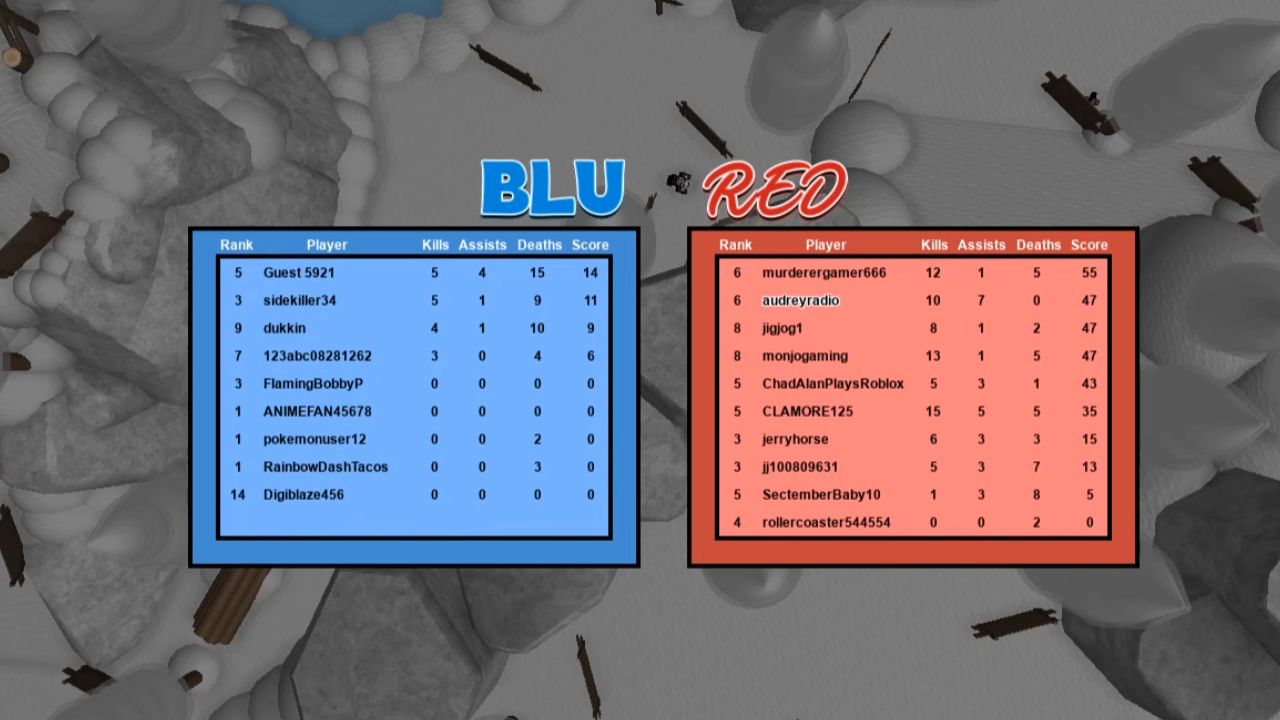 BLU
Rank Player Kills Assists Deaths Score
5 Guest 5921 5 4 15 14
3 sidekiller34 5 1 9 11
9 dukkin 4 1 10 9
7 123abc08281262 3 0 4 6
3 FlamingBobbyP 0 0 0 0
1 ANIMEFAN45678 0 0 0 0
1 pokemonuser12 0 0 2 0
1 RainbowDashTacos 0 0 3 0
14 Digiblaze456 0 0 0 0
RED
Rank Player Kills Assists Deaths Score
6 murderergamer666 12 1 5 55
6 audreyradio 10 7 0 47
8 jigjog1 8 1 2 47
8 monjogaming 13 1 5 47
5 ChadAlanPlaysRoblox 5 3 1 43
5 CLAMORE125 15 5 5 35
3 jerryhorse 6 3 3 15
3 jj100809631 5 3 7 13
5 SectemberBaby10 1 3 8 5
4 rollercoaster544554 0 0 2 0